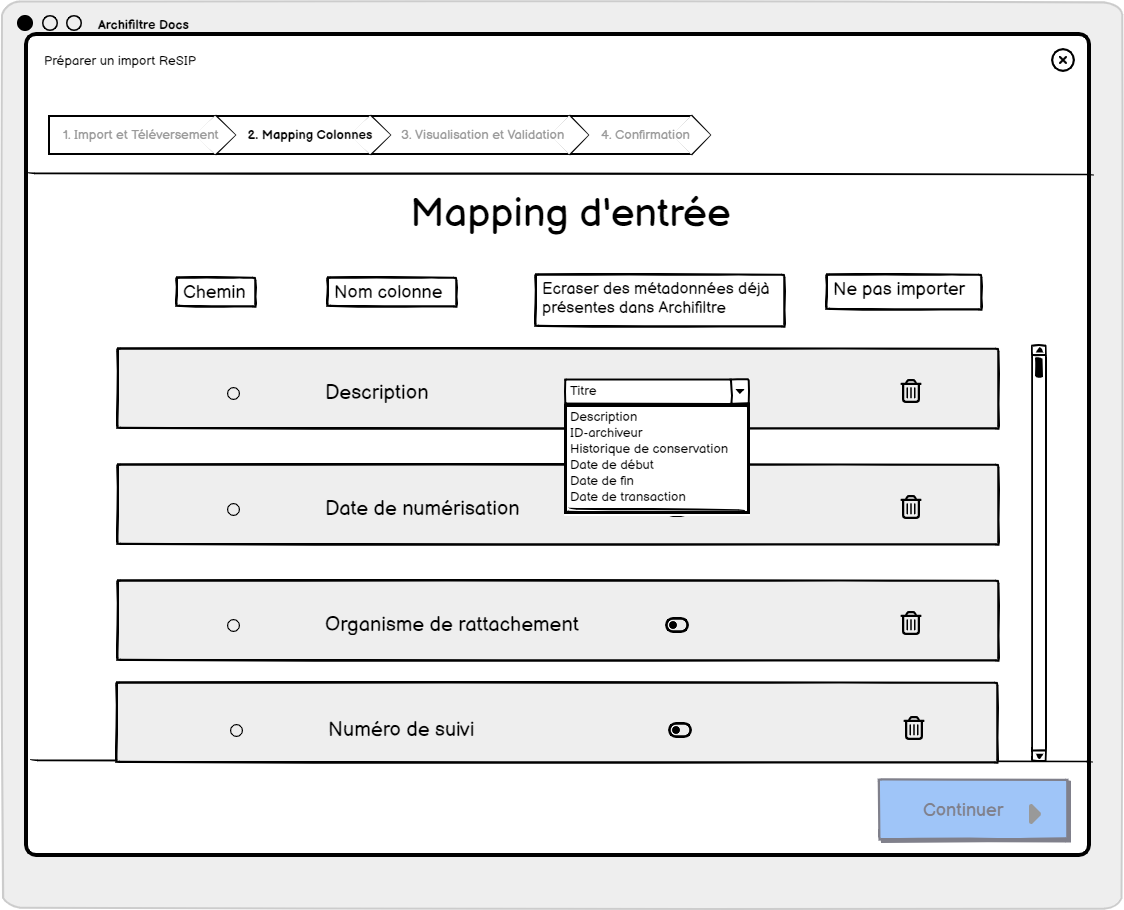 Archifiltre Docs
Préparer un import ReSIP
1. Import et Téléversement
2. Mapping Colonnes
3. Visualisation et Validation
4. Confirmation
Mapping d'entrée
Chemin
Nom colonne
Ecraser des métadonnées déjà
présentes dans Archifiltre
Ne pas importer
Description
Titre
Description
ID-archiveur
Historique de conservation
Date de début
Date de fin
Date de transaction
Date de numérisation
Organisme de rattachement
Numéro de suivi
Continuer